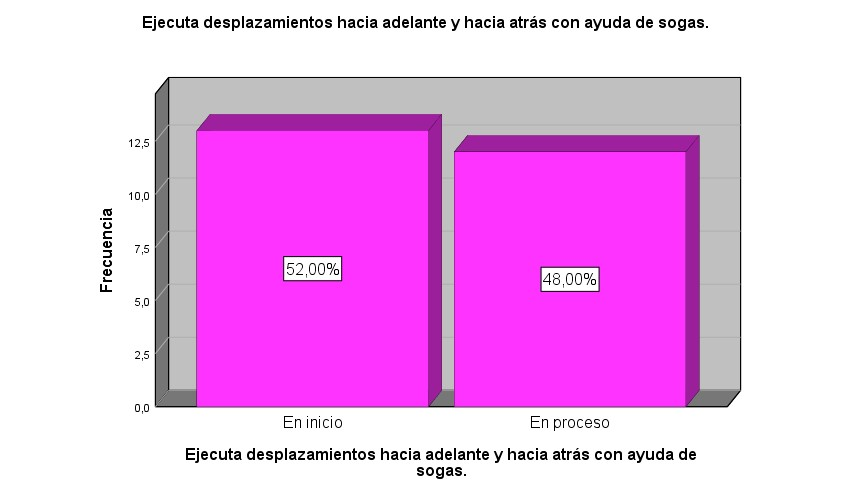 Ejecuta desplazamientos hacia adelante y hacia atrás con ayuda de sogas.
12,5
10,0
7,5
5,0
2,5
0,0
Frecuencia
52,00%
48,00%
En inicio
En proceso
Ejecuta desplazamientos hacia adelante y hacia atrás con ayuda de
sogas.